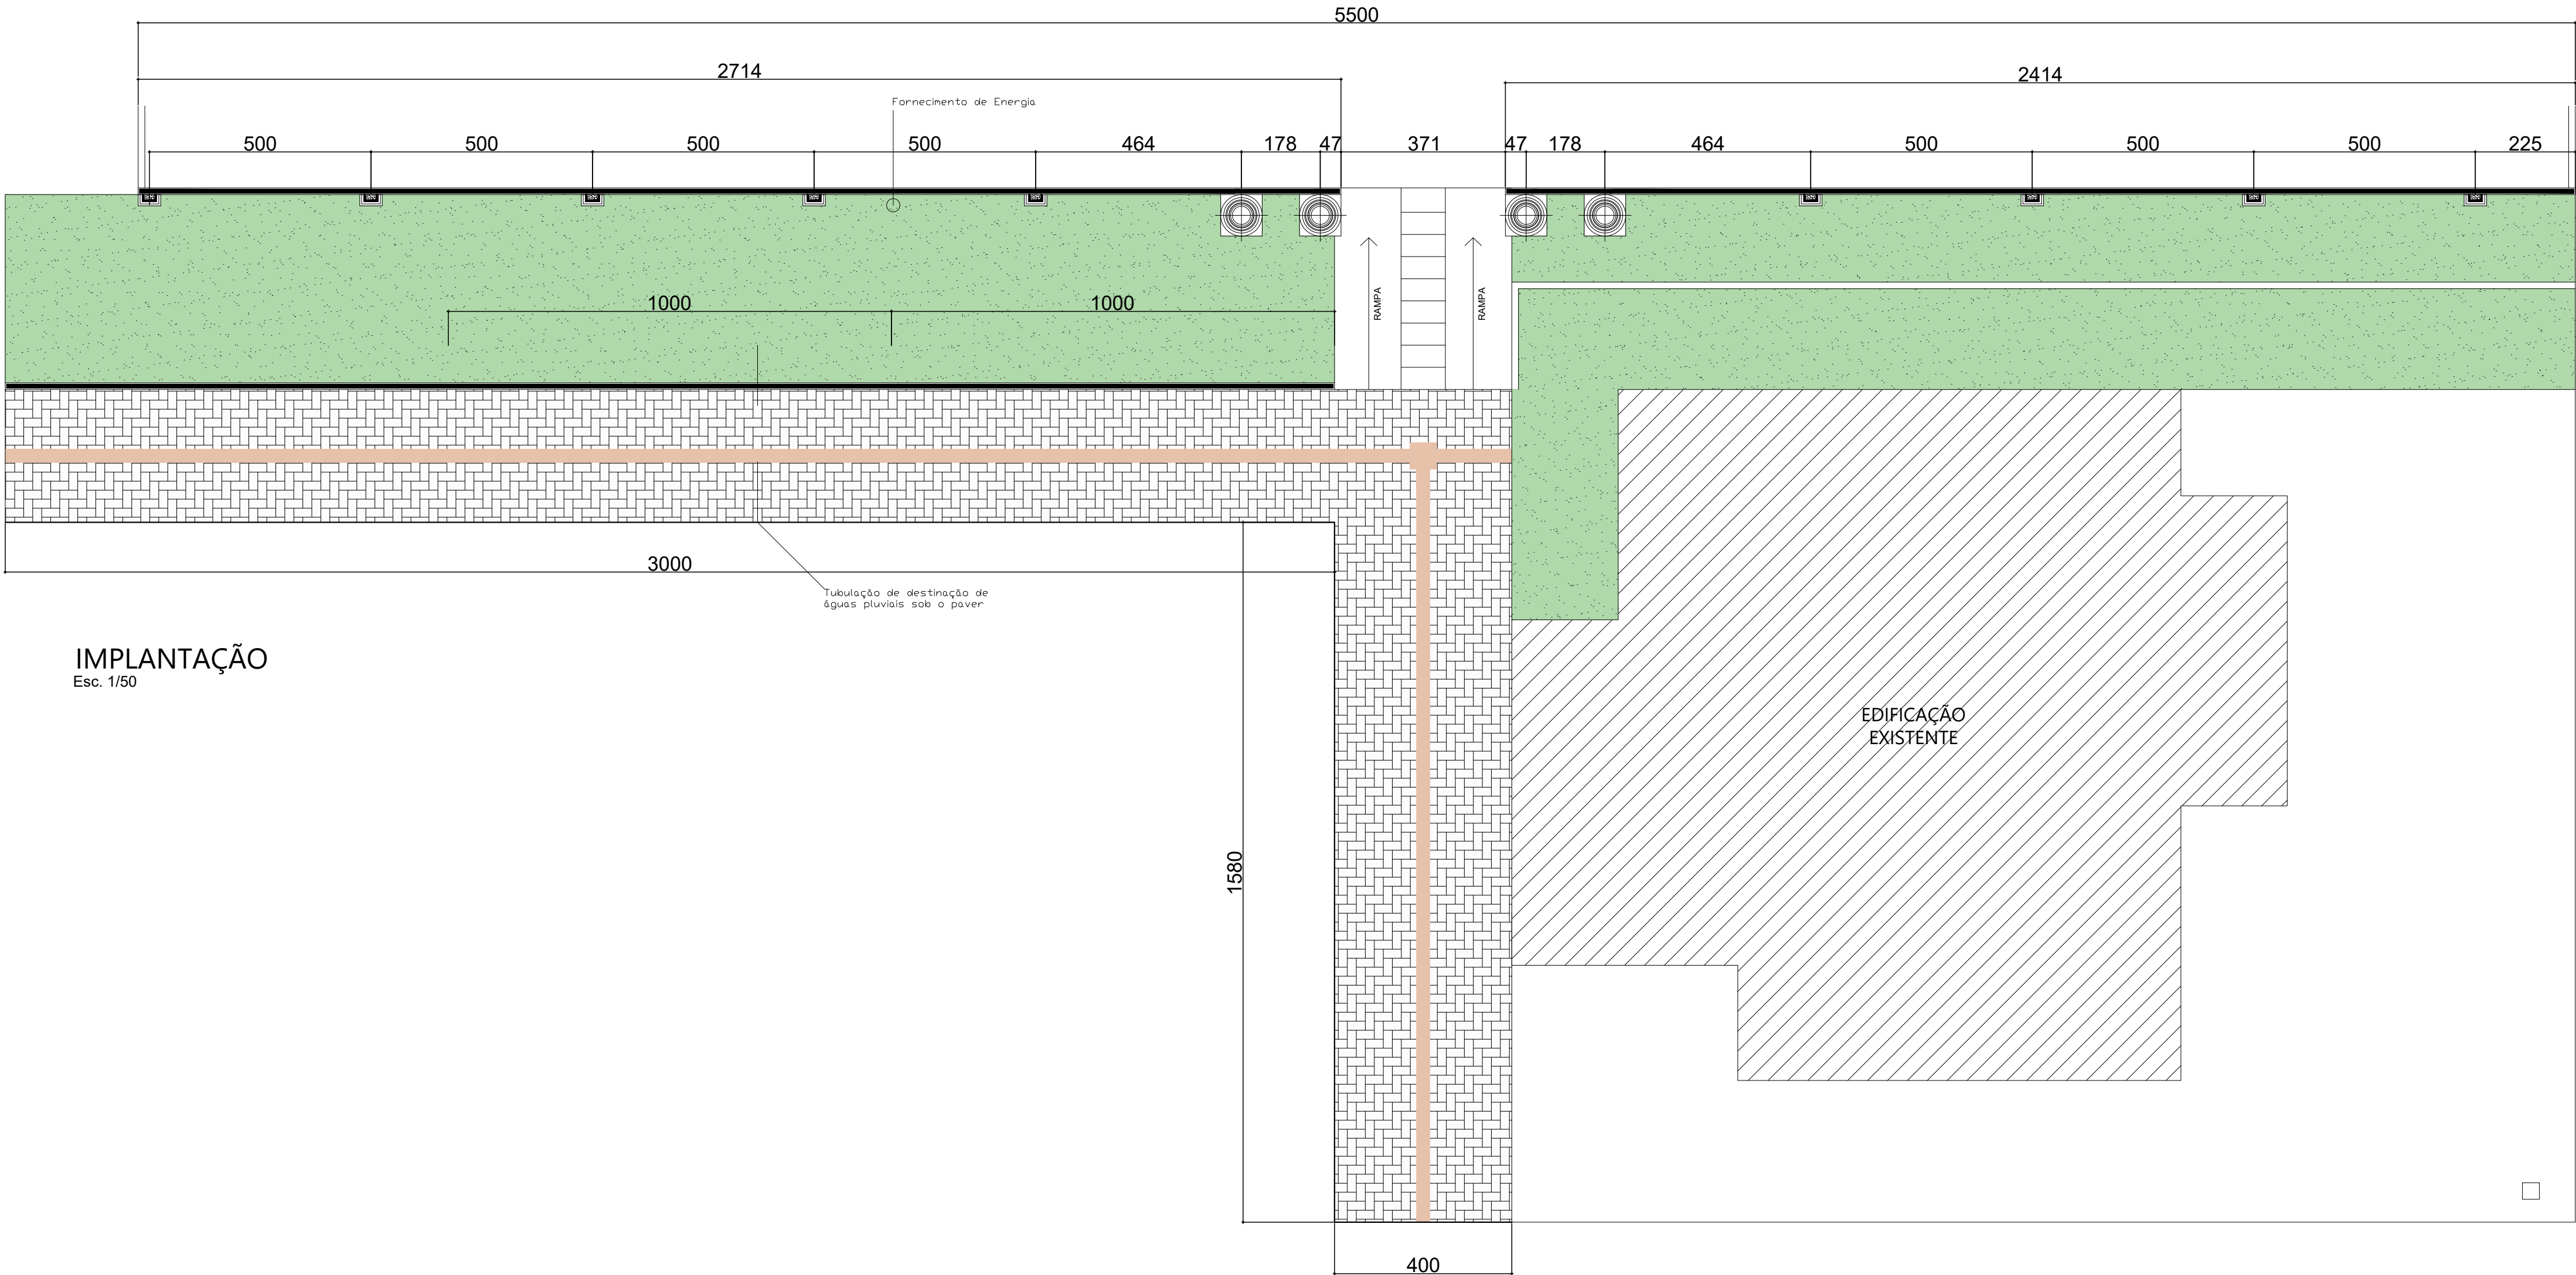 5500
2714
2414
Fornecimento de Energia
500 500 500 500 464 178 47 371 47 178 464 500 500 500 225
RAMPA
RAMPA
1000 1000
3000
Tubulação de destinação de
águas pluviais sob o paver
IMPLANTAÇÃO
Esc. 1/50
EDIFICAÇÃO
EXISTENTE
1580
400